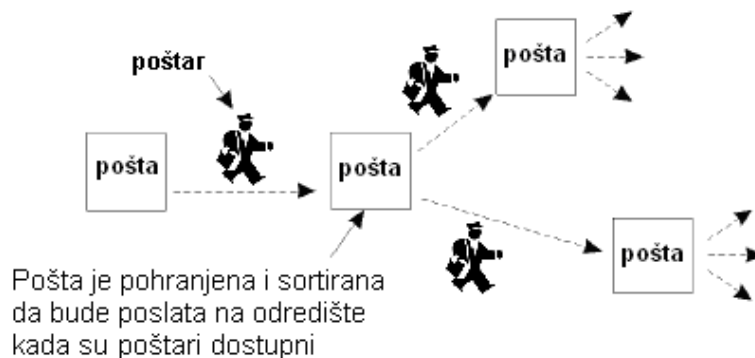 poštar
pošta
pošta
pošta
pošta
Pošta je pohranjena i sortirana
da bude poslata na odredište
kada su poštari dostupni